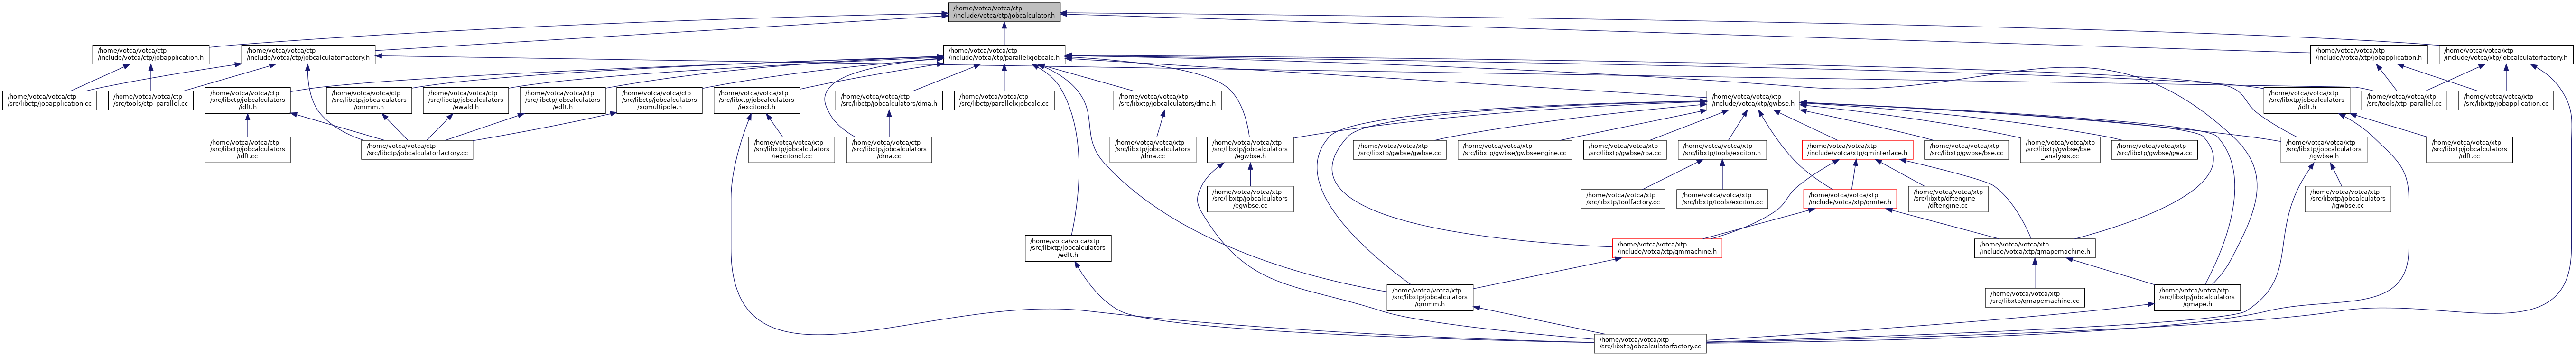 /home/votca/votca/ctp
/include/votca/ctp/jobcalculator.h
/home/votca/votca/ctp
/include/votca/ctp/jobapplication.h
/home/votca/votca/ctp
/include/votca/ctp/jobcalculatorfactory.h
/home/votca/votca/ctp
/include/votca/ctp/parallelxjobcalc.h
/home/votca/votca/xtp
/include/votca/xtp/jobapplication.h
/home/votca/votca/xtp
/include/votca/xtp/jobcalculatorfactory.h
/home/votca/votca/ctp
/src/libctp/jobapplication.cc
/home/votca/votca/ctp
/src/tools/ctp_parallel.cc
/home/votca/votca/ctp
/src/libctp/jobcalculators
/idft.h
/home/votca/votca/ctp
/src/libctp/jobcalculators
/qmmm.h
/home/votca/votca/ctp
/src/libctp/jobcalculators
/ewald.h
/home/votca/votca/ctp
/src/libctp/jobcalculators
/edft.h
/home/votca/votca/ctp
/src/libctp/jobcalculators
/xqmultipole.h
/home/votca/votca/xtp
/src/libxtp/jobcalculators
/iexcitoncl.h
/home/votca/votca/ctp
/src/libctp/jobcalculators/dma.h
/home/votca/votca/ctp
/src/libctp/parallelxjobcalc.cc
/home/votca/votca/xtp
/src/libxtp/jobcalculators/dma.h
/home/votca/votca/xtp
/include/votca/xtp/gwbse.h
/home/votca/votca/xtp
/src/libxtp/jobcalculators
/idft.h
/home/votca/votca/xtp
/src/tools/xtp_parallel.cc
/home/votca/votca/xtp
/src/libxtp/jobapplication.cc
/home/votca/votca/ctp
/src/libctp/jobcalculators
/idft.cc
/home/votca/votca/ctp
/src/libctp/jobcalculatorfactory.cc
/home/votca/votca/xtp
/src/libxtp/jobcalculators
/iexcitoncl.cc
/home/votca/votca/ctp
/src/libctp/jobcalculators
/dma.cc
/home/votca/votca/xtp
/src/libxtp/jobcalculators
/dma.cc
/home/votca/votca/xtp
/src/libxtp/jobcalculators
/egwbse.h
/home/votca/votca/xtp
/src/libxtp/gwbse/gwbse.cc
/home/votca/votca/xtp
/src/libxtp/gwbse/gwbseengine.cc
/home/votca/votca/xtp
/src/libxtp/gwbse/rpa.cc
/home/votca/votca/xtp
/src/libxtp/tools/exciton.h
/home/votca/votca/xtp
/include/votca/xtp/qminterface.h
/home/votca/votca/xtp
/src/libxtp/gwbse/bse.cc
/home/votca/votca/xtp
/src/libxtp/gwbse/bse
_analysis.cc
/home/votca/votca/xtp
/src/libxtp/gwbse/gwa.cc
/home/votca/votca/xtp
/src/libxtp/jobcalculators
/igwbse.h
/home/votca/votca/xtp
/src/libxtp/jobcalculators
/idft.cc
/home/votca/votca/xtp
/src/libxtp/jobcalculators
/egwbse.cc
/home/votca/votca/xtp
/src/libxtp/toolfactory.cc
/home/votca/votca/xtp
/src/libxtp/tools/exciton.cc
/home/votca/votca/xtp
/include/votca/xtp/qmiter.h
/home/votca/votca/xtp
/src/libxtp/dftengine
/dftengine.cc
/home/votca/votca/xtp
/src/libxtp/jobcalculators
/igwbse.cc
/home/votca/votca/xtp
/src/libxtp/jobcalculators
/edft.h
/home/votca/votca/xtp
/include/votca/xtp/qmmachine.h
/home/votca/votca/xtp
/include/votca/xtp/qmapemachine.h
/home/votca/votca/xtp
/src/libxtp/jobcalculators
/qmmm.h
/home/votca/votca/xtp
/src/libxtp/qmapemachine.cc
/home/votca/votca/xtp
/src/libxtp/jobcalculators
/qmape.h
/home/votca/votca/xtp
/src/libxtp/jobcalculatorfactory.cc